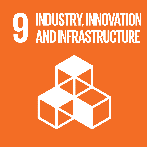 9 INDUSTRY, INNOVATION
AND INFRASTRUCTURE